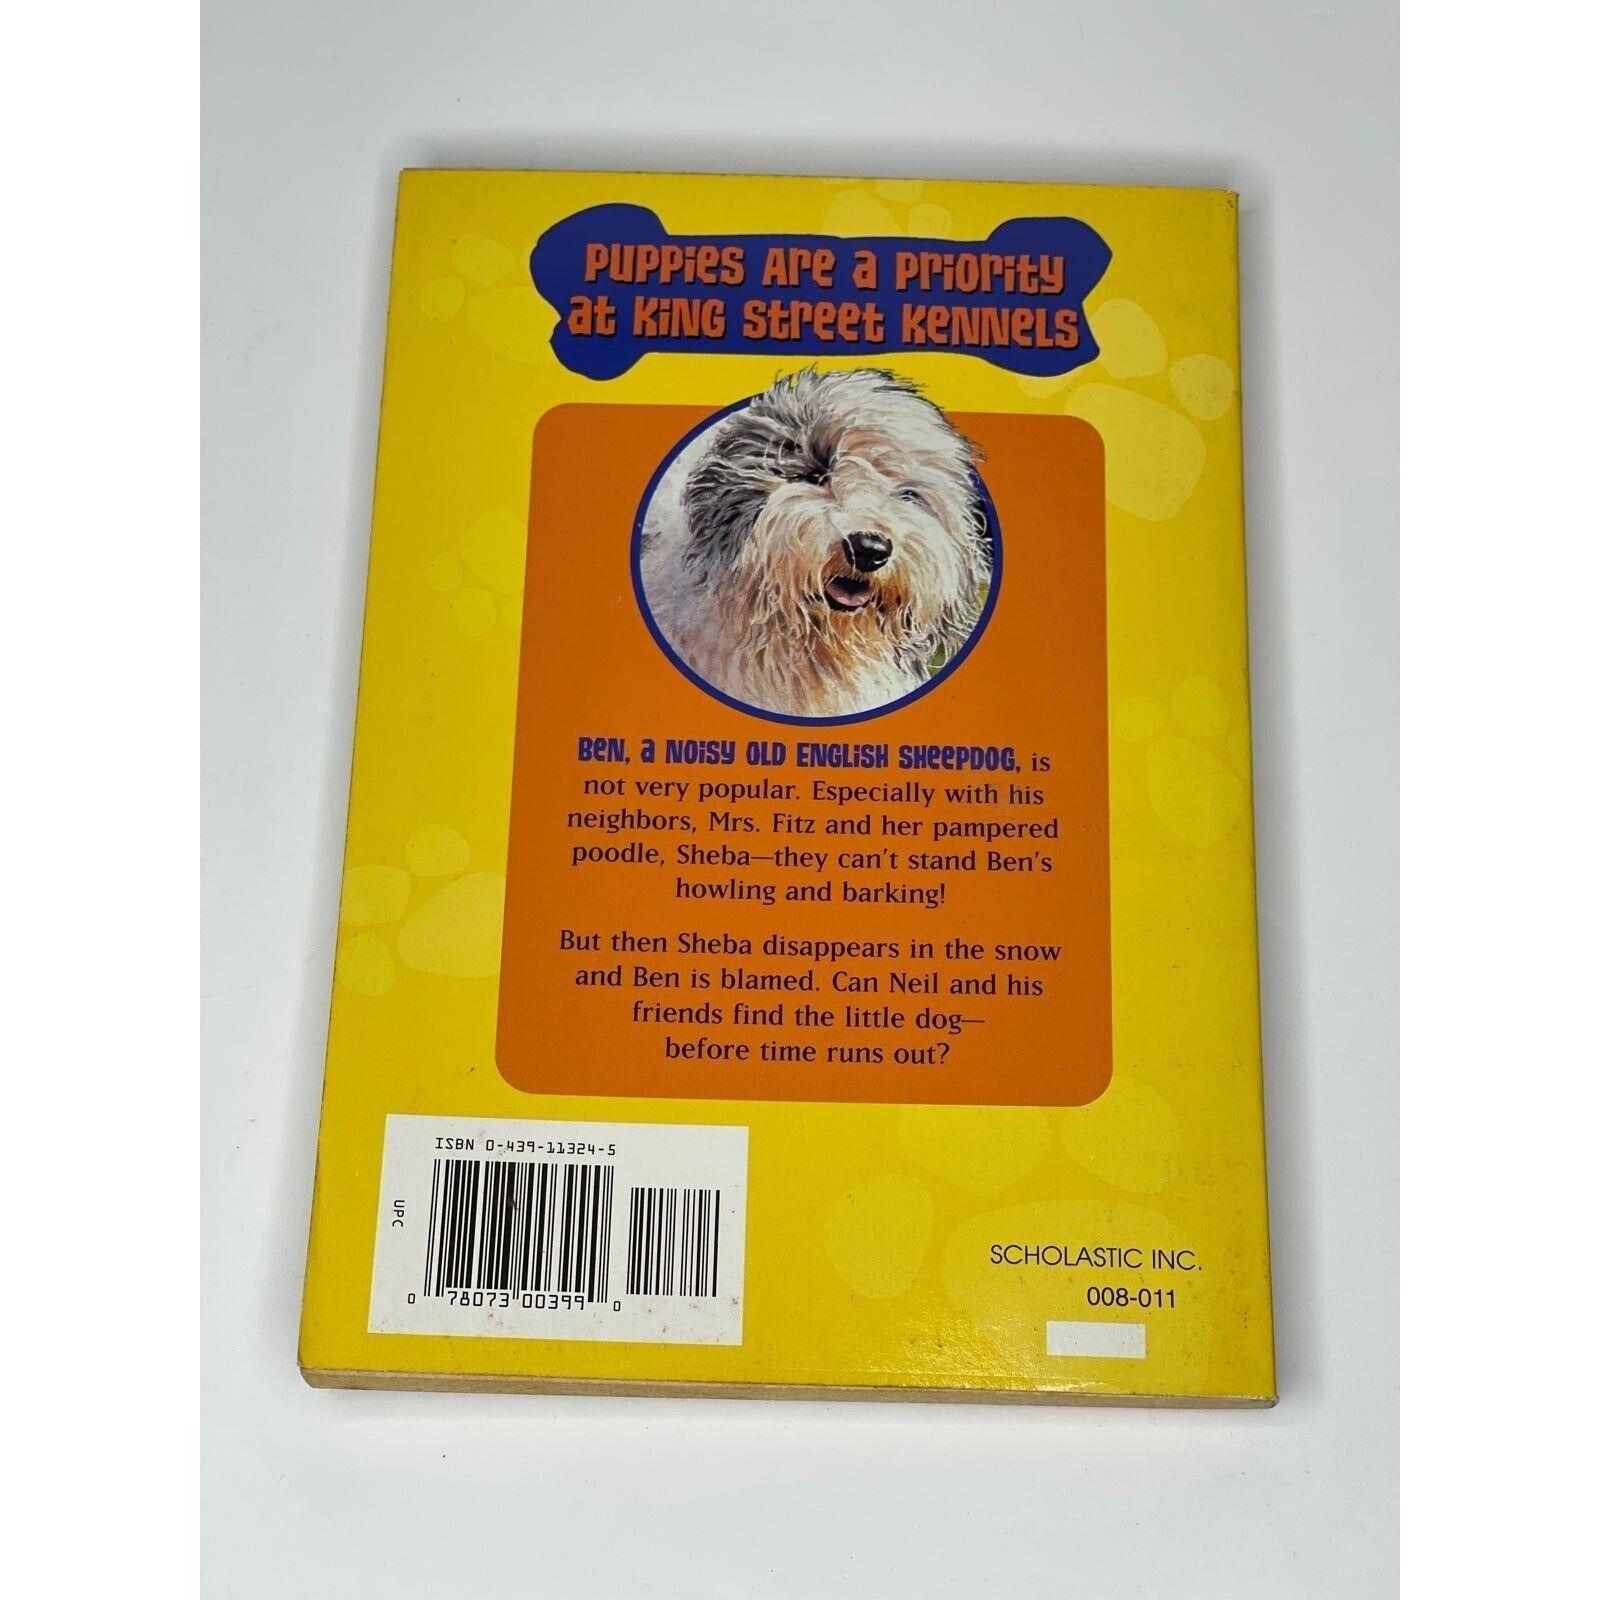 PUPPies Are a PriOrity
at KiNG Street KeNNeLS
BeN, a NOiSY OLD ENGLiSH SHeePDOG, is
not very popular. Especially with his
neighbors, Mrs. Fitz and her pampered
poodle, Sheba—they can't stand Ben's
howling and barking!
But then Sheba disappears in the snow
and Ben is blamed. Can Neil and his
friends find the little dog—
before time runs out?
ISBN 0-439-11324-5
UPC
0 78073 00399 0
SCHOLASTIC INC.
008-011